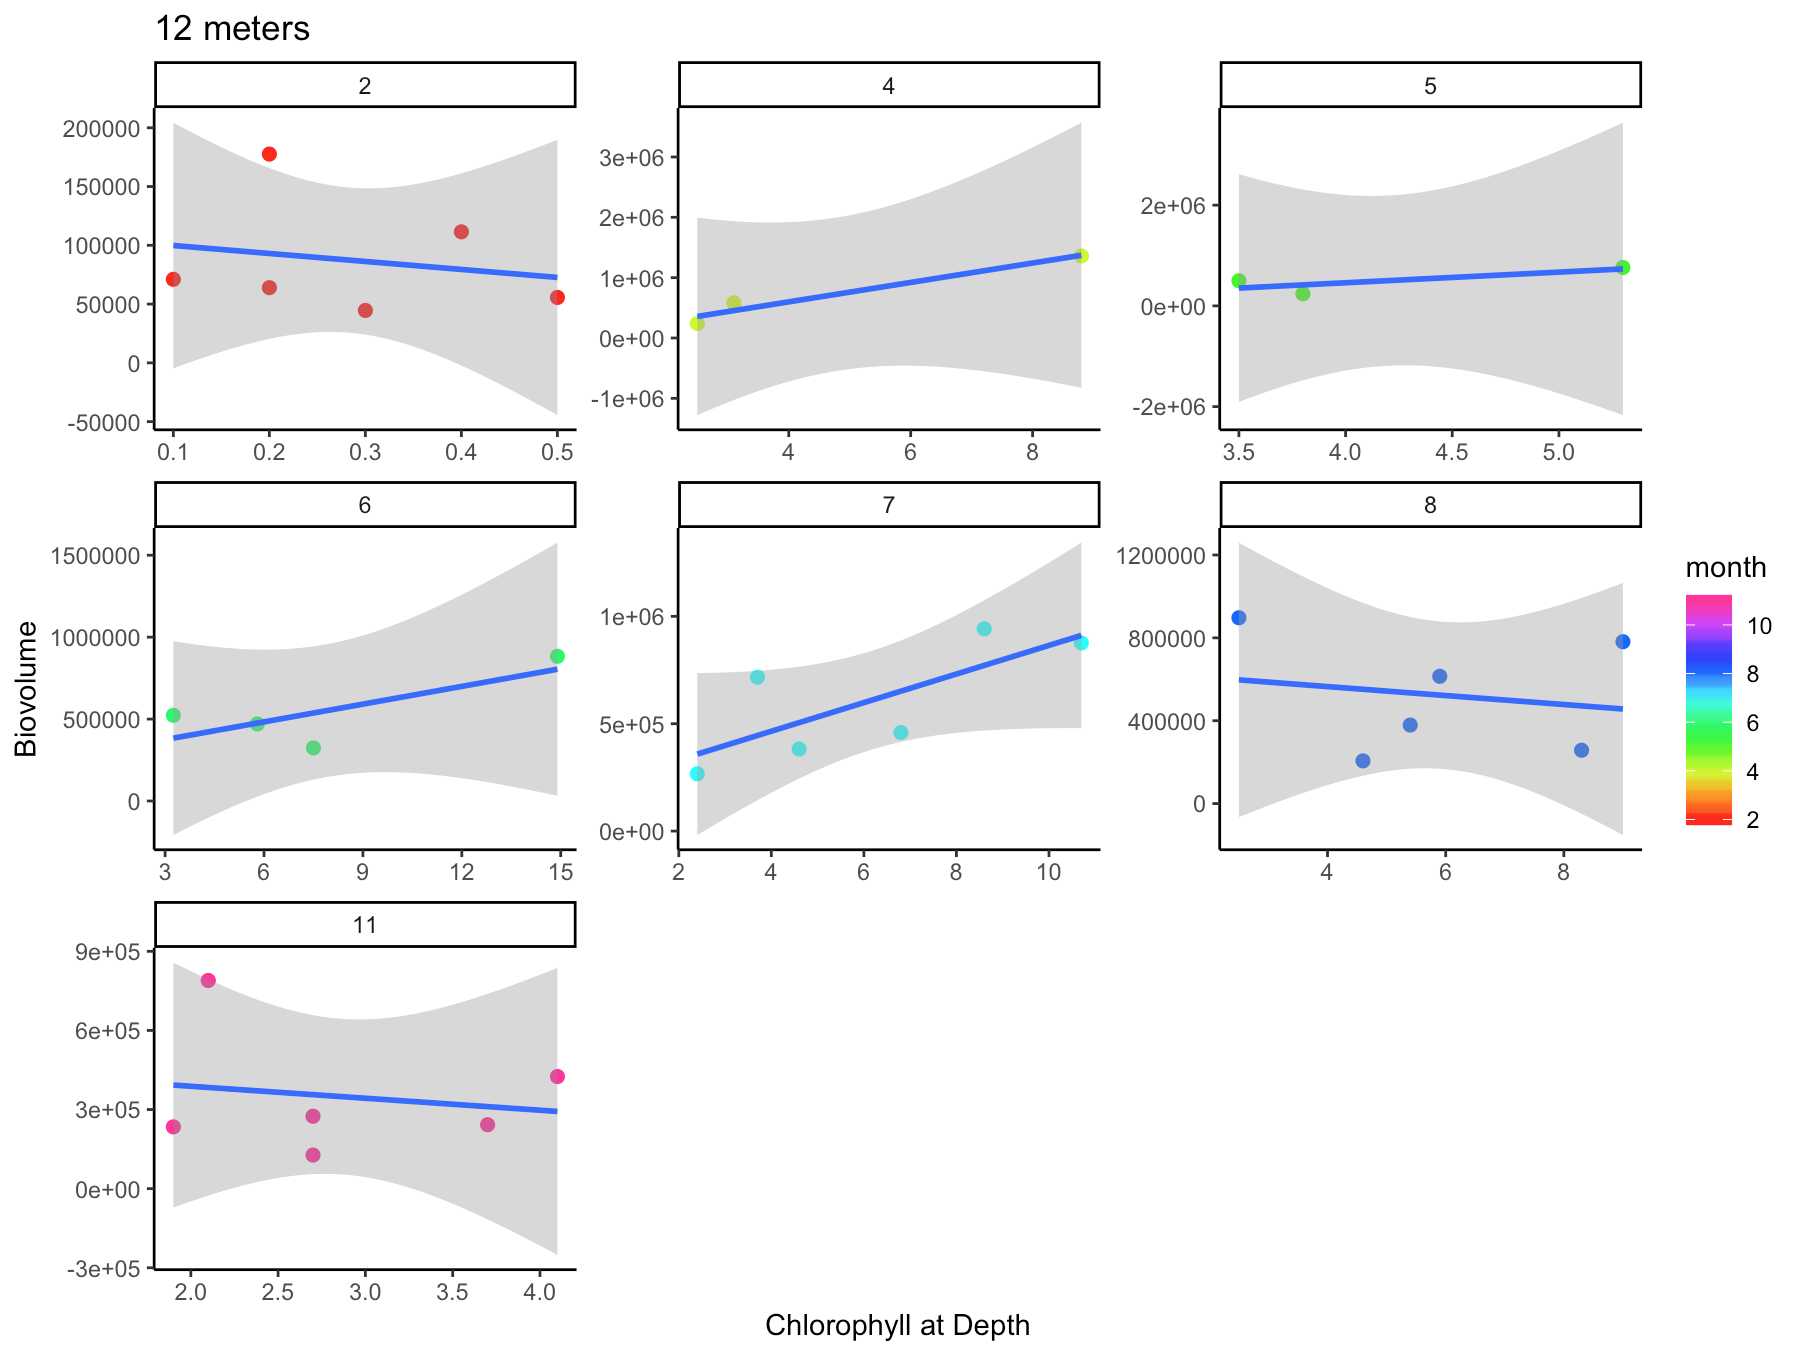 12 meters
2
4
5
200000
150000
100000
50000
0
-50000
0.1 0.2 0.3 0.4 0.5
3e+06
2e+06
1e+06
0e+00
-1e+06
4 6 8
2e+06
0e+00
-2e+06
3.5 4.0 4.5 5.0
6
7
8
1500000
1000000
500000
0
3 6 9 12 15
1e+06
5e+05
0e+00
2 4 6 8 10
1200000
800000
400000
0
4 6 8
11
9e+05
6e+05
3e+05
0e+00
-3e+05
2.0 2.5 3.0 3.5 4.0
Biovolume
Chlorophyll at Depth
month
10
8
6
4
2